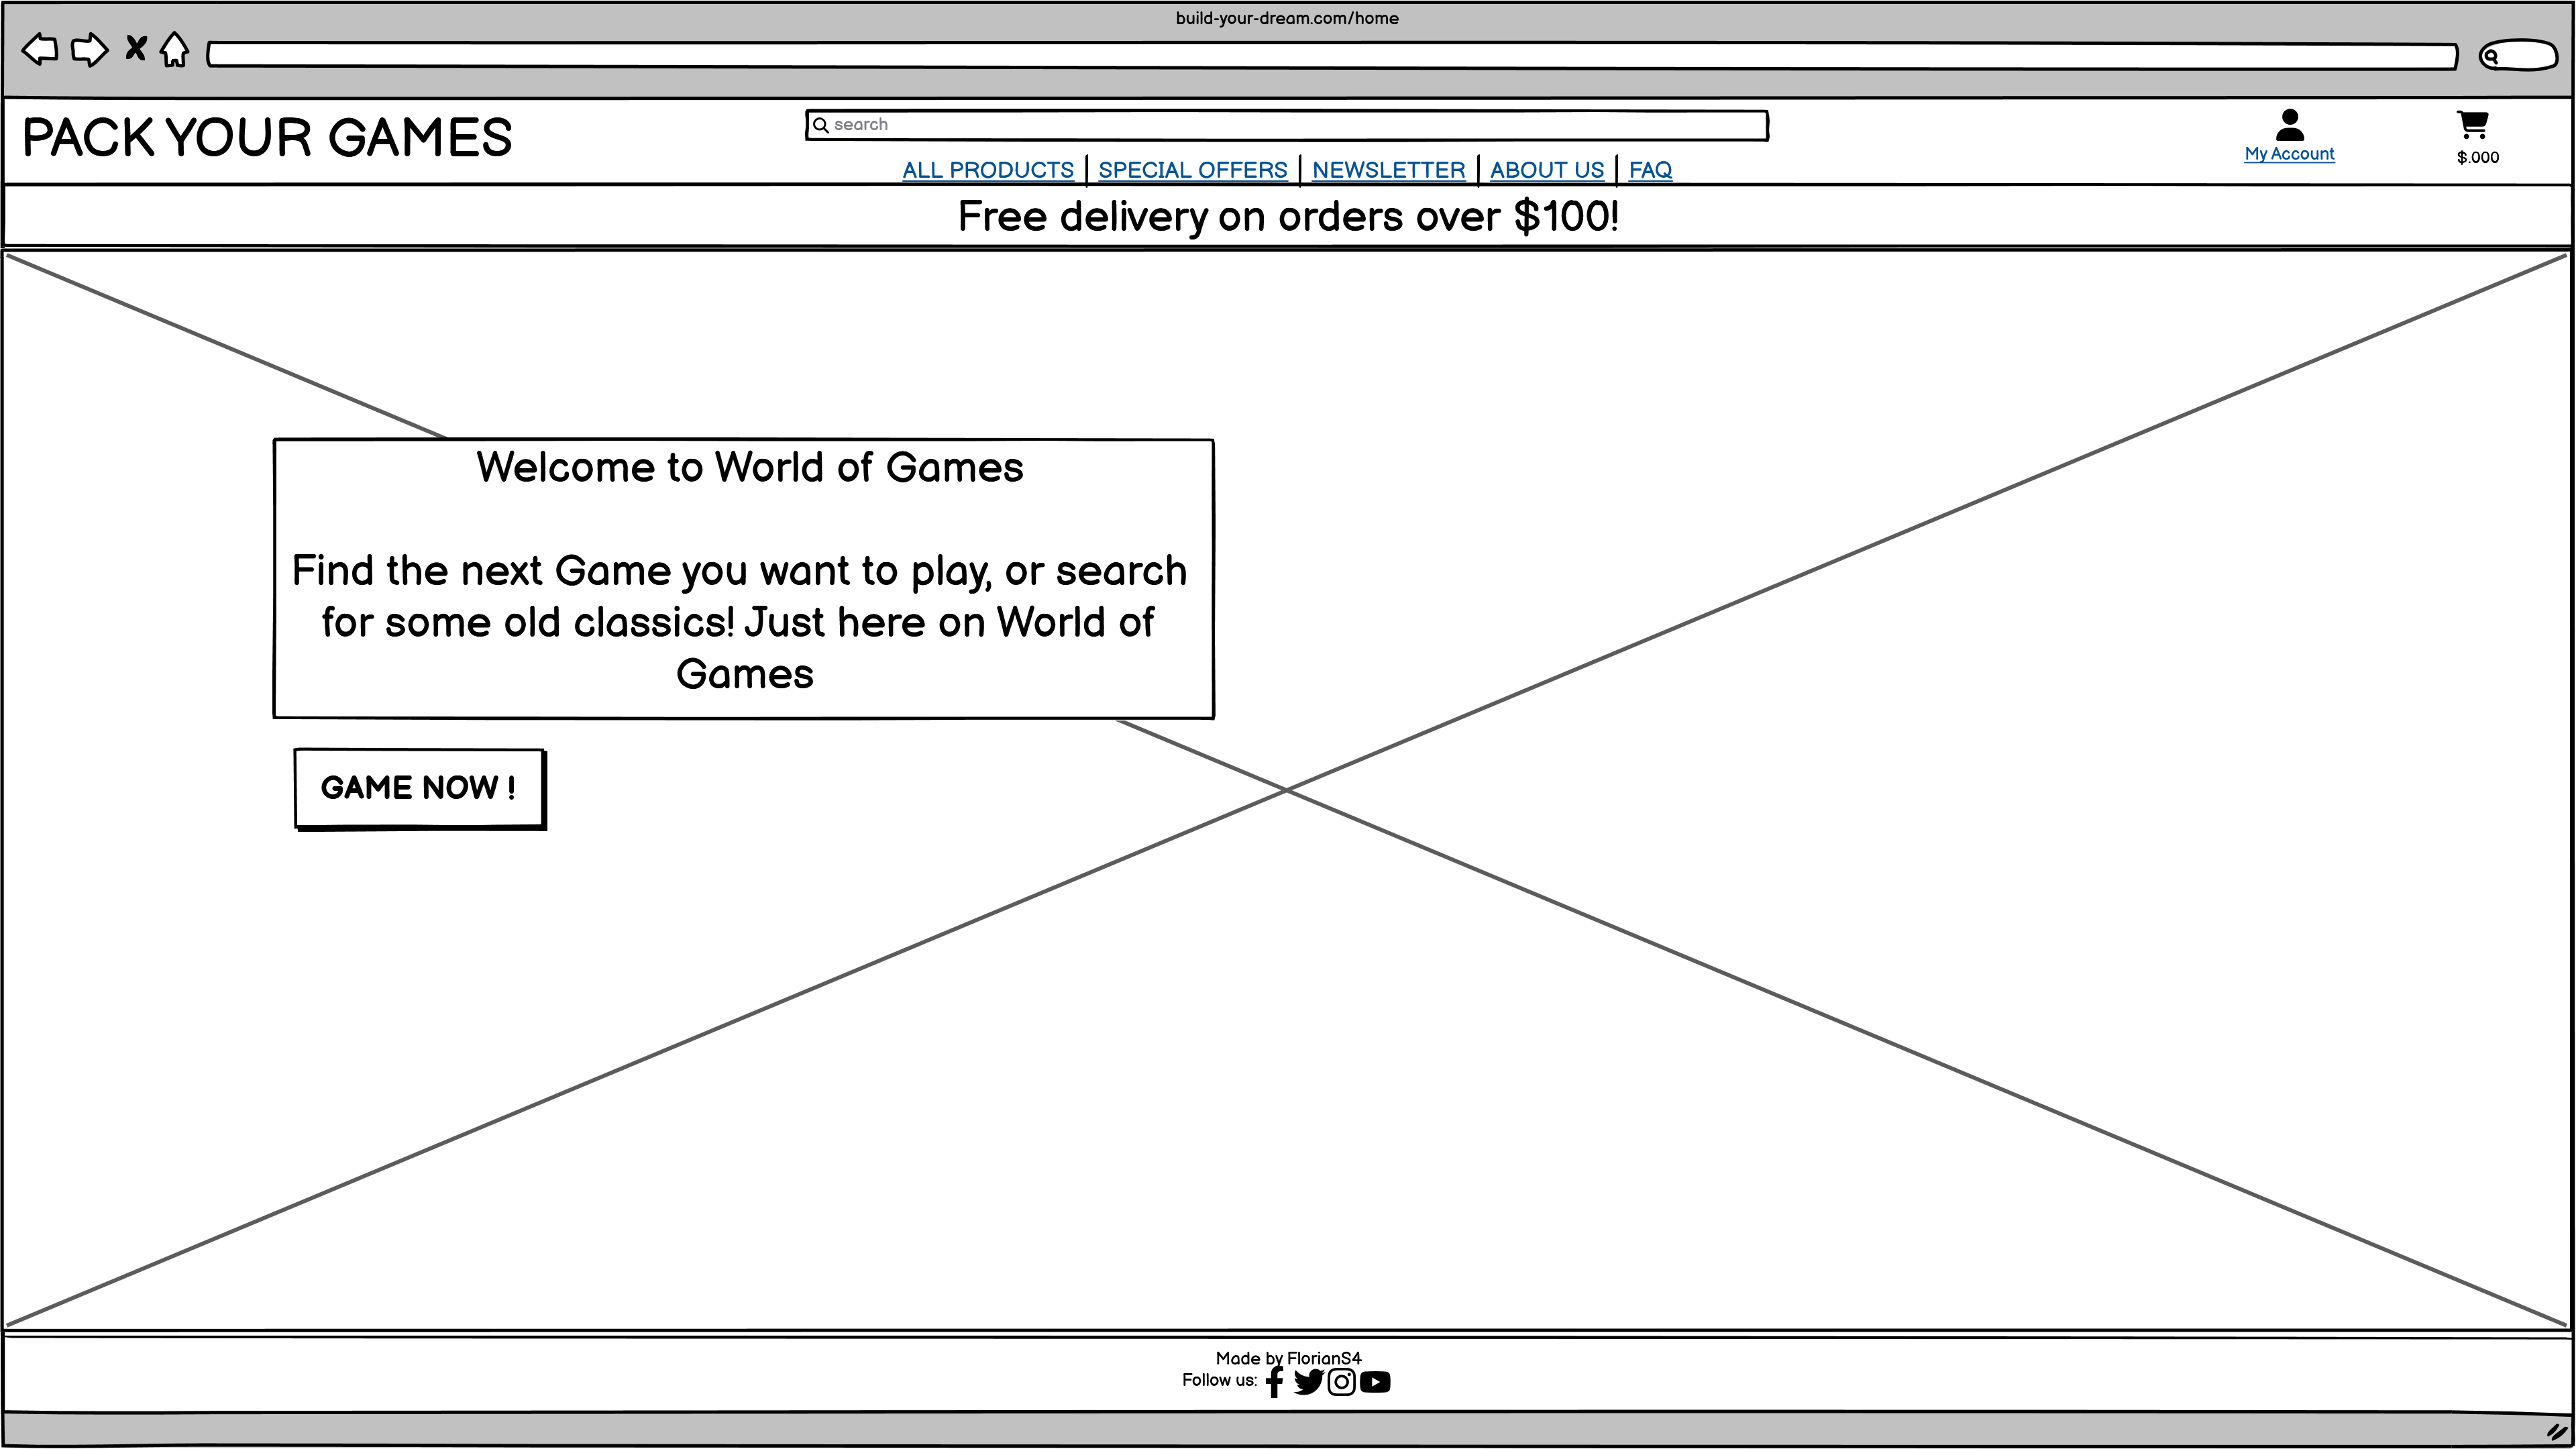 build-your-dream.com/home
PACK YOUR GAMES
search
My Account
$.000
ALL PRODUCTS | SPECIAL OFFERS | NEWSLETTER | ABOUT US | FAQ
Free delivery on orders over $100!
Welcome to World of Games
Find the next Game you want to play, or search
for some old classics! Just here on World of
Games
GAME NOW !
Made by FlorianS4
Follow us: